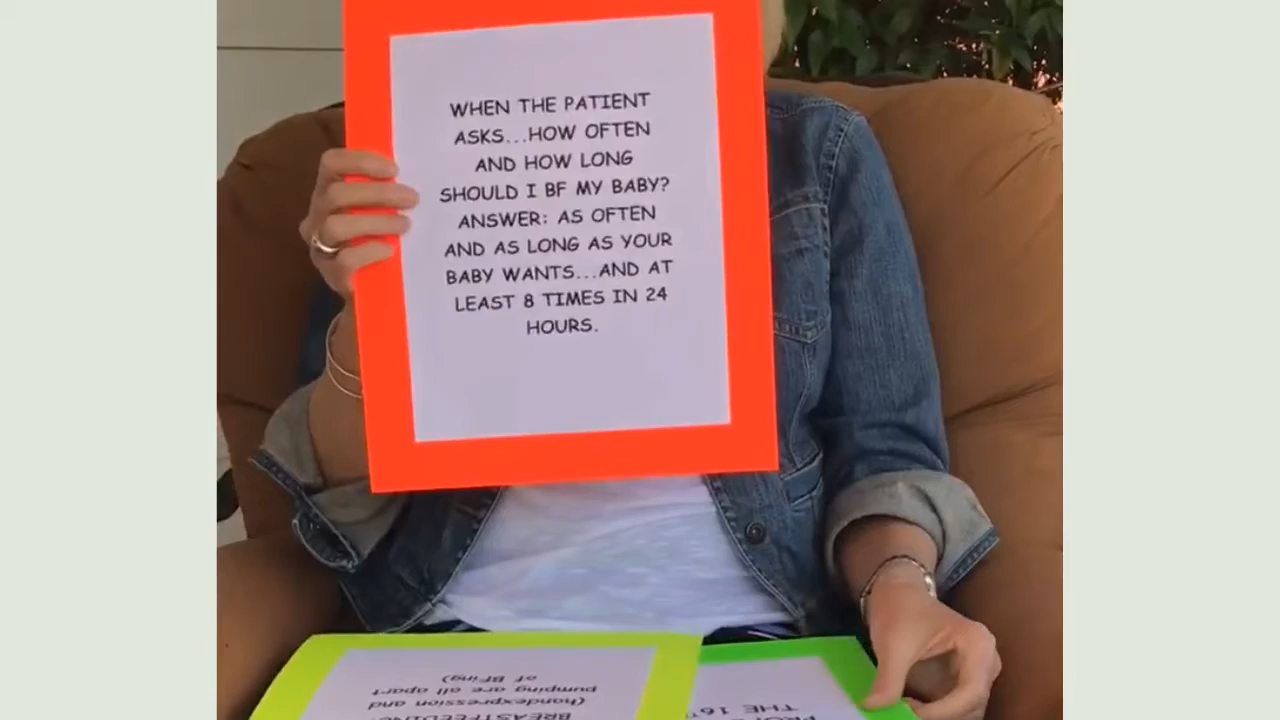 WHEN THE PATIENT
ASKS...HOW OFTEN
AND HOW LONG
SHOULD I BF MY BABY?
ANSWER: AS OFTEN
AND AS LONG AS YOUR
BABY WANTS...AND AT
LEAST 8 TIMES IN 24
HOURS.
BREASTFEEDING
(handexpression and
pumping are all apart
of BFing)
THE 16